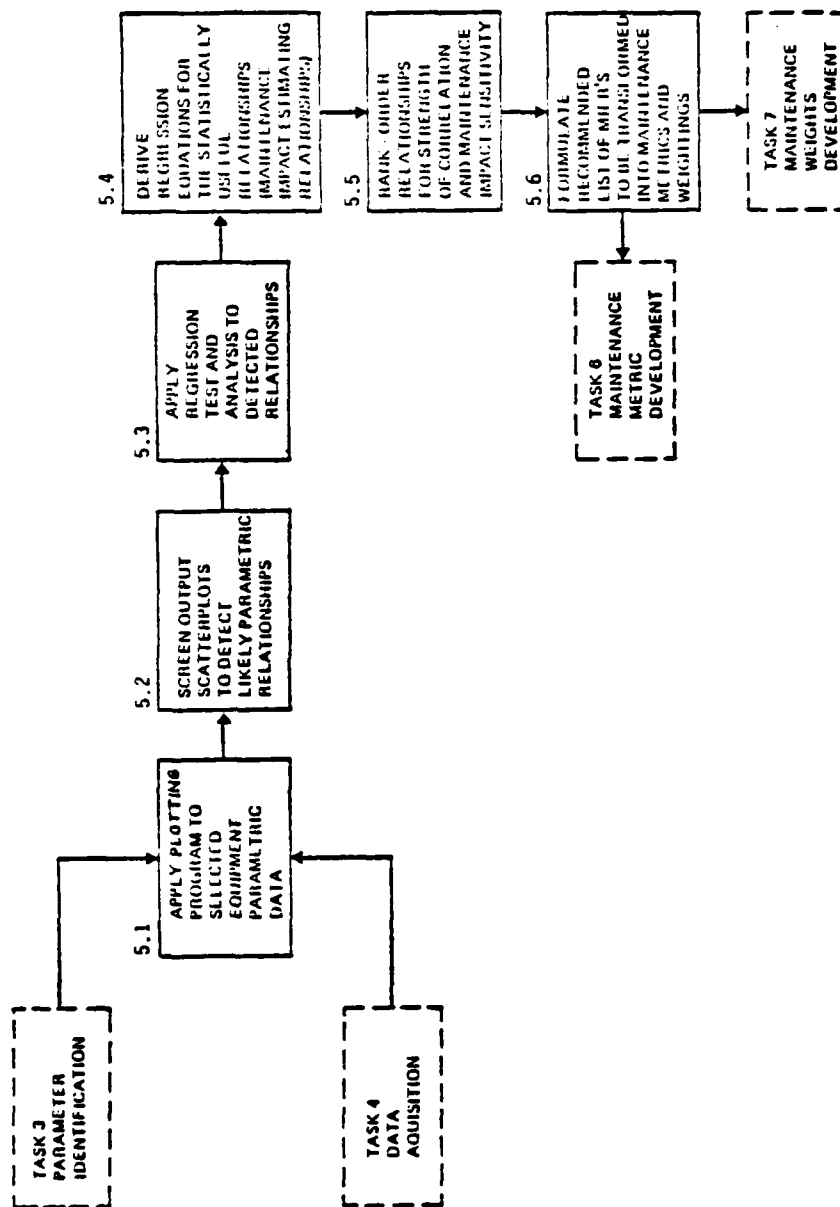 TASK 3
PARAMETER
IDENTIFICATION
TASK 4
DATA
AQUISITION
5.1
APPLY PLOTTING
PROGRAM TO
SELECTED
EQUIPMENT
PARAMETRIC
DATA
5.2
SCREEN OUTPUT
SCATTERPLOTS
TO DETECT
LIKELY PARAMETRIC
RELATIONSHIPS
5.3
APPLY
REGRESSION
TEST AND
ANALYSIS TO
DETECTED
RELATIONSHIPS
5.4
DERIVE
REGRESSION
EQUATIONS FOR
THE STATISTICALLY
USEFUL
RELATIONSHIPS
(MAINTENANCE
IMPACT ESTIMATING
RELATIONSHIPS)
5.5
RANK-ORDER
RELATIONSHIPS
FOR STRENGTH
OF CORRELATION
AND MAINTENANCE
IMPACT SENSITIVITY
5.6
FORMULATE
RECOMMENDED
LIST OF MIER'S
TO BE TRANSFORMED
INTO MAINTENANCE
METRICS AND
WEIGHTINGS
TASK 6
MAINTENANCE
METRIC
DEVELOPMENT
TASK 7
MAINTENANCE
WEIGHTS
DEVELOPMENT